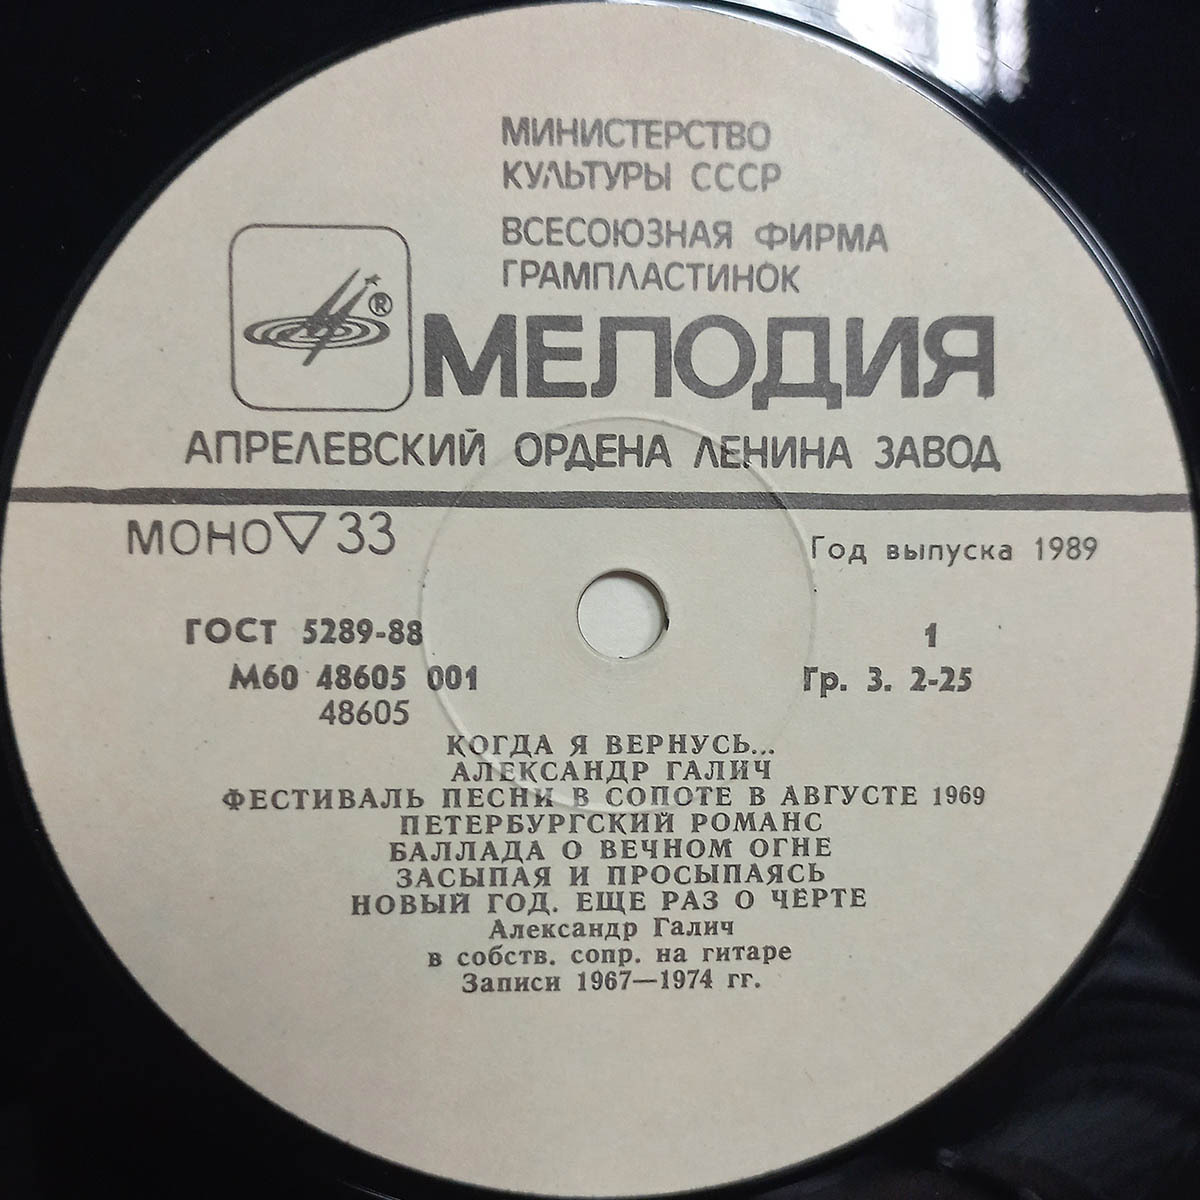 МИНИСТЕРСТВО
КУЛЬТУРЫ СССР
ВСЕСОЮЗНАЯ ФИРМА
ГРАМПЛАСТИНОК
®
МЕЛОДИЯ
АПРЕЛЕВСКИЙ ОРДЕНА ЛЕНИНА ЗАВОД
МОНО ▽ 33
Год выпуска 1989
ГОСТ 5289-88
1
М60 48605 001
Гр. 3. 2-25
48605
КОГДА Я ВЕРНУСЬ...
АЛЕКСАНДР ГАЛИЧ
ФЕСТИВАЛЬ ПЕСНИ В СОПОТЕ В АВГУСТЕ 1969
ПЕТЕРБУРГСКИЙ РОМАНС
БАЛЛАДА О ВЕЧНОМ ОГНЕ
ЗАСЫПАЯ И ПРОСЫПАЯСЬ
НОВЫЙ ГОД. ЕЩЕ РАЗ О ЧЁРТЕ
Александр Галич
в собств. сопр. на гитаре
Записи 1967—1974 гг.